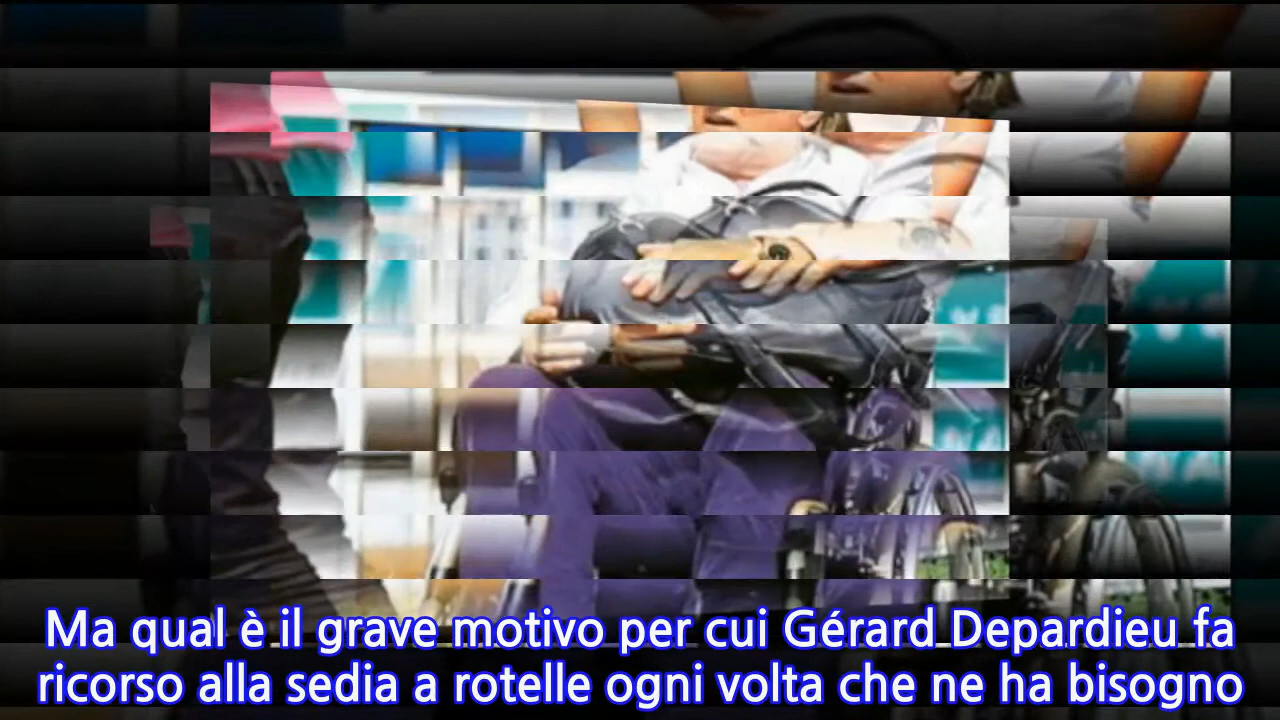 Ma qual è il grave motivo per cui Gérard Depardieu fa
ricorso alla sedia a rotelle ogni volta che ne ha bisogno